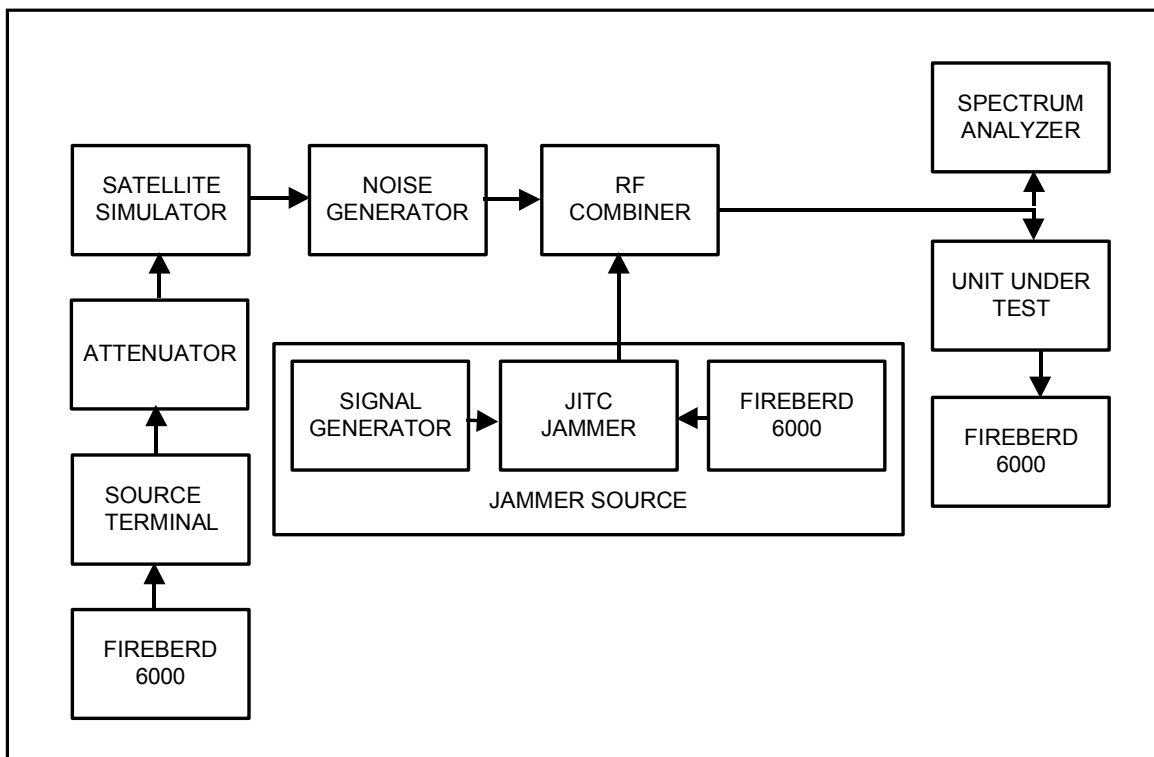 SPECTRUM
ANALYZER
SATELLITE
SIMULATOR
NOISE
GENERATOR
RF
COMBINER
UNIT UNDER
TEST
ATTENUATOR
SIGNAL
GENERATOR
JITC
JAMMER
FIREBERD
6000
JAMMER SOURCE
FIREBERD
6000
SOURCE
TERMINAL
FIREBERD
6000